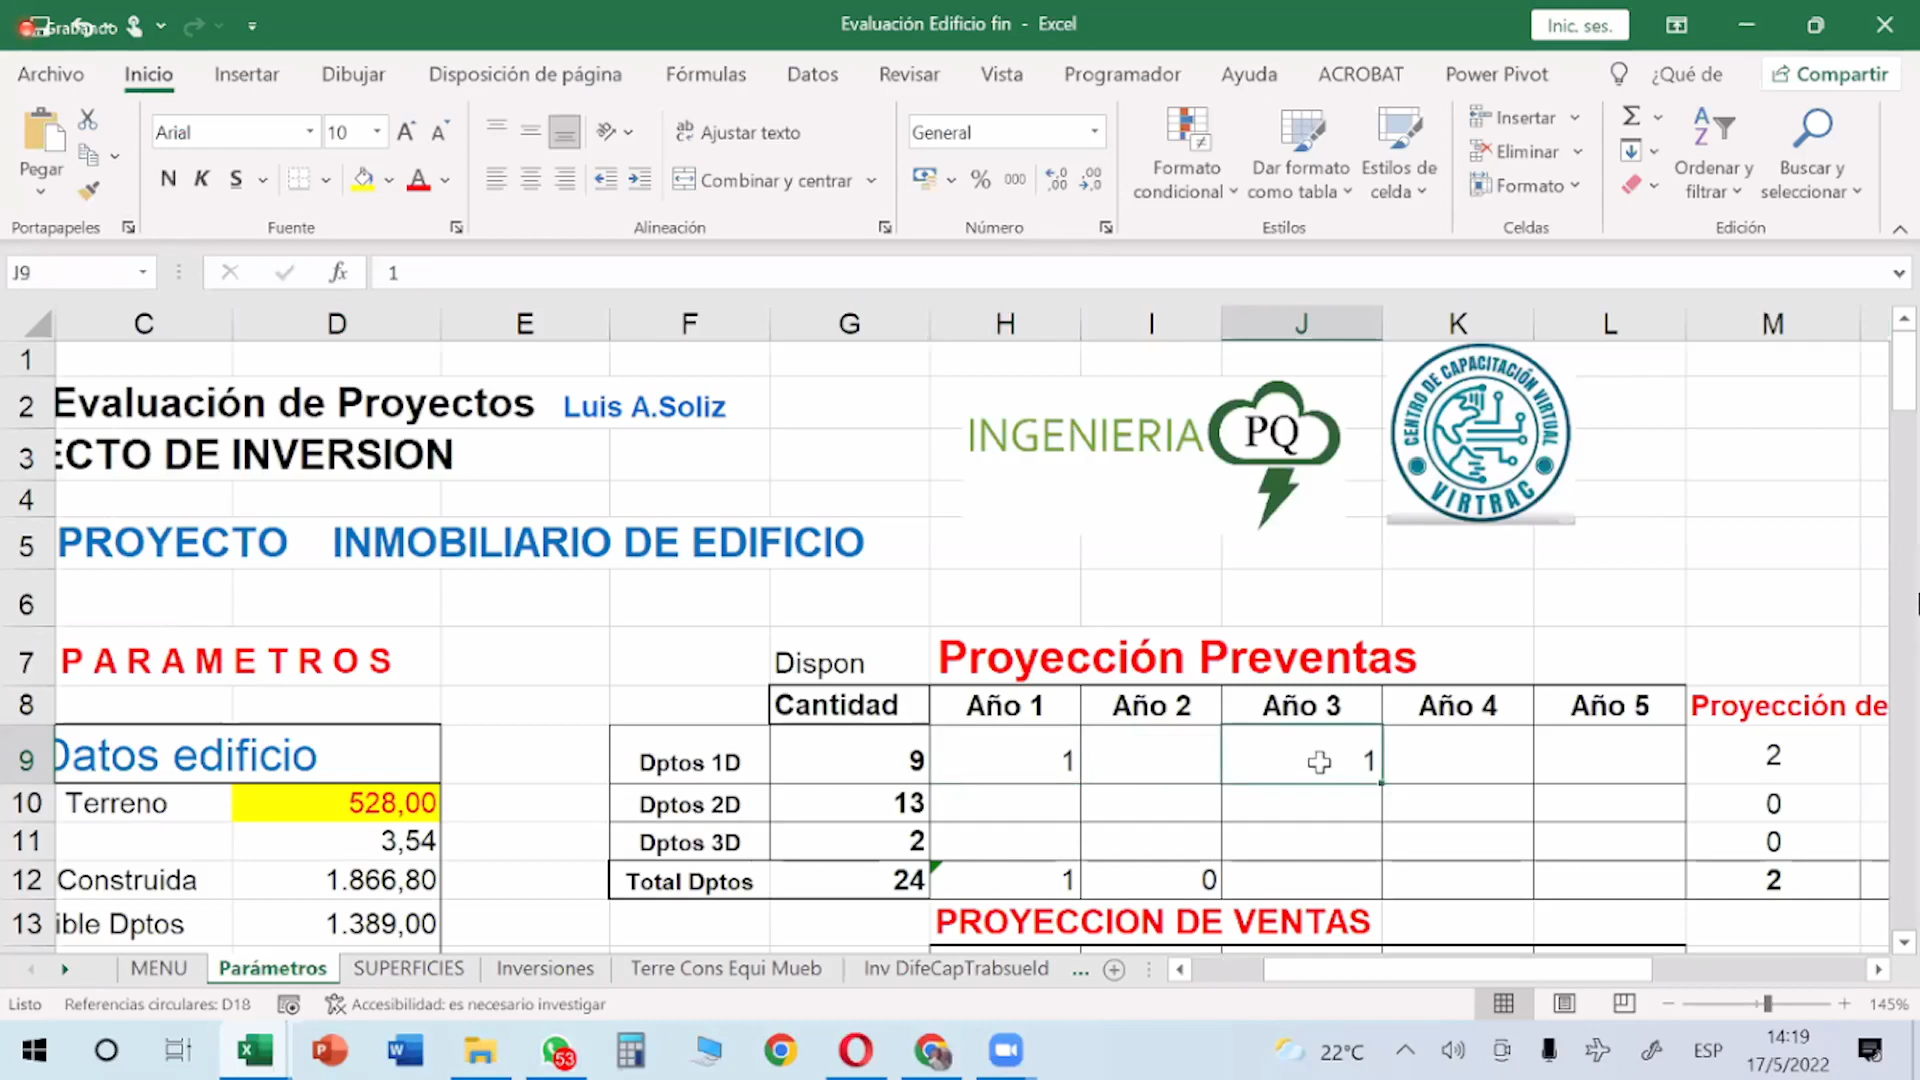 Grabando
Evaluación Edificio fin - Excel
Inic. ses.
Archivo Inicio Insertar Dibujar Disposición de página Fórmulas Datos Revisar Vista Programador Ayuda ACROBAT Power Pivot ¿Qué de Compartir
Pegar
Arial 10
N K S
Ajustar texto
Combinar y centrar
General
% 000
Formato condicional
Dar formato como tabla
Estilos de celda
Insertar
Eliminar
Formato
Ordenar y filtrar
Buscar y seleccionar
Portapapeles Fuente Alineación Número Estilos Celdas Edición
J9 fx 1
C D E F G H I J K L M
1
2 Evaluación de Proyectos Luis A.Soliz
3 ECTO DE INVERSION
4
5 PROYECTO INMOBILIARIO DE EDIFICIO
6
INGENIERIA PQ
CENTRO DE CAPACITACIÓN VIRTUAL
VIRTRAC
7 P A R A M E T R O S Dispon Proyección Preventas
8 Cantidad Año 1 Año 2 Año 3 Año 4 Año 5 Proyección de
9 Datos edificio Dptos 1D 9 1 1 2
10 Terreno 528,00 Dptos 2D 13 0
11 3,54 Dptos 3D 2 0
12 Construida 1.866,80 Total Dptos 24 1 0 2
13 ible Dptos 1.389,00 PROYECCION DE VENTAS
MENU Parámetros SUPERFICIES Inversiones Terre Cons Equi Mueb Inv DifeCapTrabsueld ...
Listo Referencias circulares: D18 Accesibilidad: es necesario investigar 145%
53 22°C ESP 14:19
17/5/2022